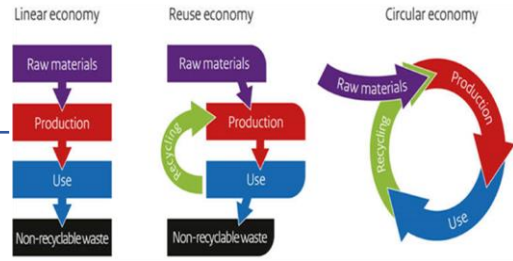 Linear economy
Raw materials
Production
Use
Non-recyclable waste
Reuse economy
Raw materials
Production
Recycling
Use
Non-recyclable waste
Circular economy
Raw materials
Production
Recycling
Use